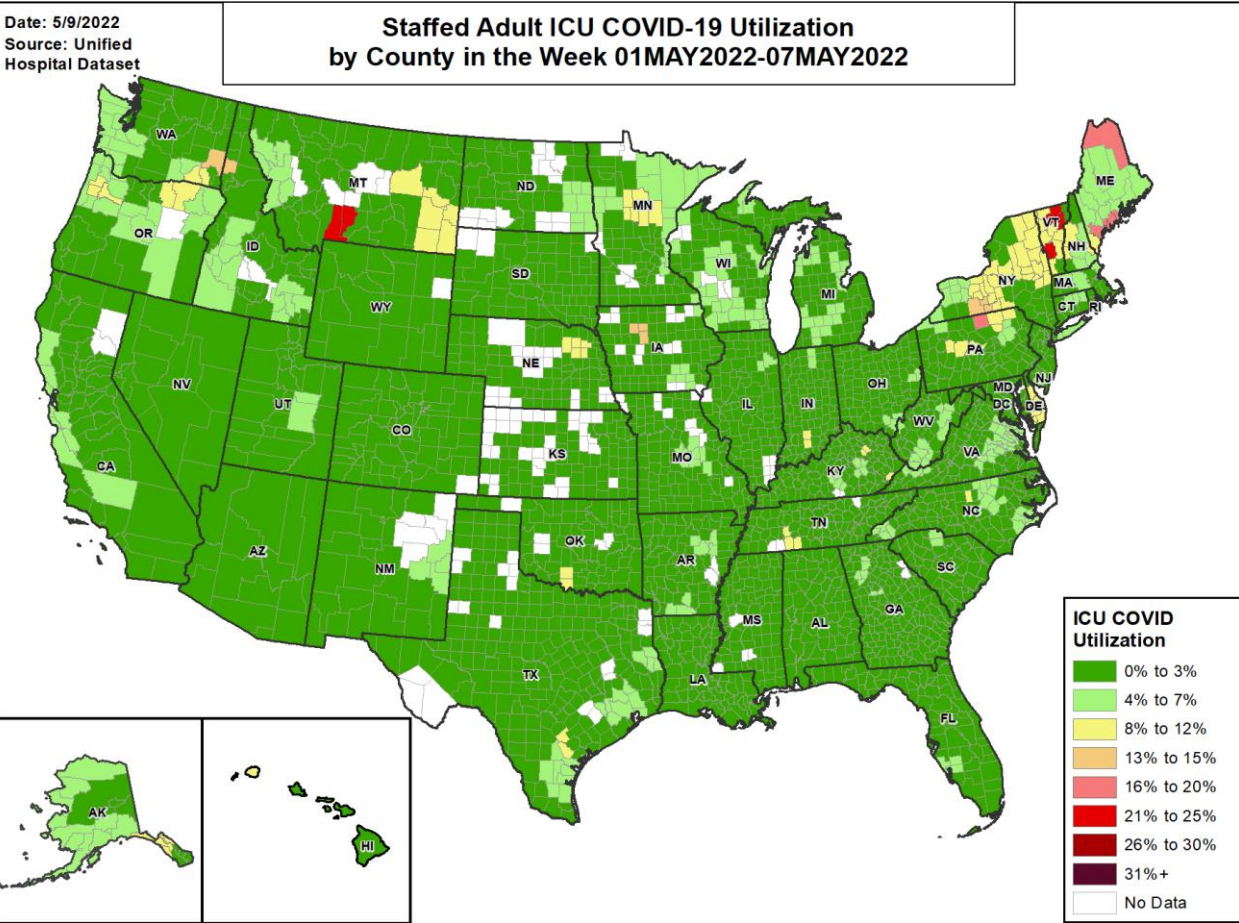 Date: 5/9/2022
Source: Unified
Hospital Dataset
Staffed Adult ICU COVID-19 Utilization
by County in the Week 01MAY2022-07MAY2022
WA
MT
ND
MN
ME
VT
NH
OR
ID
SD
WI
MI
NY
MA
CT
RI
WY
IA
PA
NE
NJ
NV
UT
CO
IL
IN
OH
MD
DC
DE
WV
VA
CA
KS
MO
KY
NC
TN
AZ
NM
OK
AR
SC
MS
AL
GA
TX
LA
FL
AK
HI
ICU COVID
Utilization
0% to 3%
4% to 7%
8% to 12%
13% to 15%
16% to 20%
21% to 25%
26% to 30%
31%+
No Data